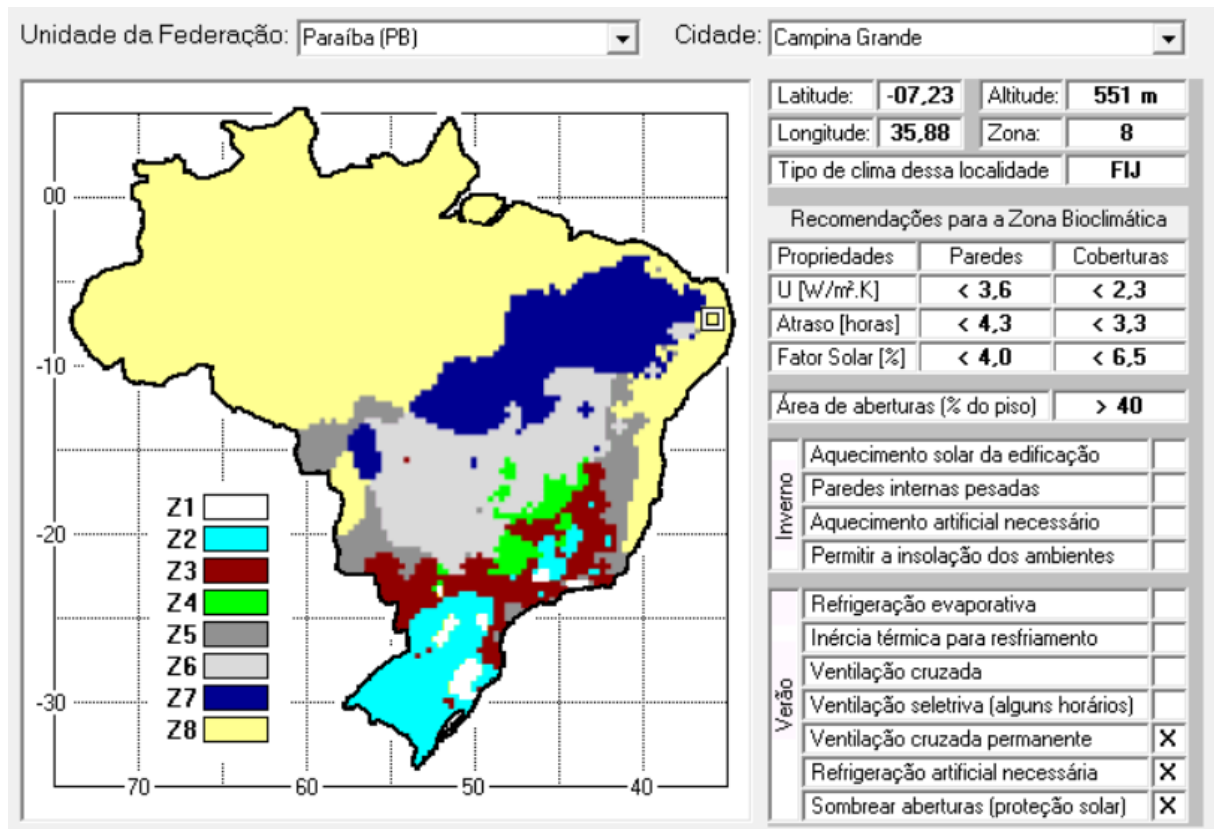 Unidade da Federação: Paraíba (PB) Cidade: Campina Grande
Latitude: -07,23 Altitude: 551 m
Longitude: 35,88 Zona: 8
Tipo de clima dessa localidade FIJ
Recomendações para a Zona Bioclimática
Propriedades Paredes Coberturas
U [W/m².K] < 3,6 < 2,3
Atraso [horas] < 4,3 < 3,3
Fator Solar [%] < 4,0 < 6,5
Área de aberturas (% do piso) > 40
Inverno
Aquecimento solar da edificação
Paredes internas pesadas
Aquecimento artificial necessário
Permitir a insolação dos ambientes
Verão
Refrigeração evaporativa
Inércia térmica para resfriamento
Ventilação cruzada
Ventilação seletriva (alguns horários)
Ventilação cruzada permanente X
Refrigeração artificial necessária X
Sombrear aberturas (proteção solar) X
00
-10
-20
-30
Z1
Z2
Z3
Z4
Z5
Z6
Z7
Z8
70 60 50 40